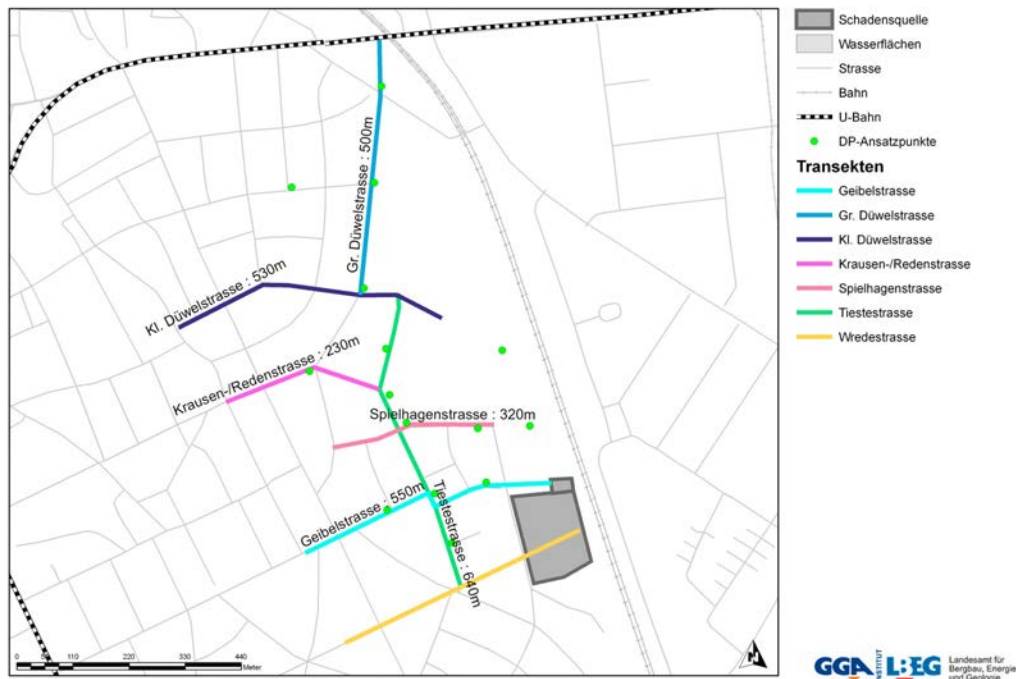 Gr. Düwelstrasse : 500m
Kl. Düwelstrasse : 530m
Krausen-/Redenstrasse : 230m
Spielhagenstrasse : 320m
Geibelstrasse : 550m
Tiestestrasse : 640m
0 55 110 220 330 440
Meter
Schadensquelle
Wasserflächen
Strasse
Bahn
U-Bahn
DP-Ansatzpunkte
Transekten
Geibelstrasse
Gr. Düwelstrasse
Kl. Düwelstrasse
Krausen-/Redenstrasse
Spielhagenstrasse
Tiestestrasse
Wredestrasse
GGA INSTITUT
LBEG
Landesamt für
Bergbau, Energie
und Geologie